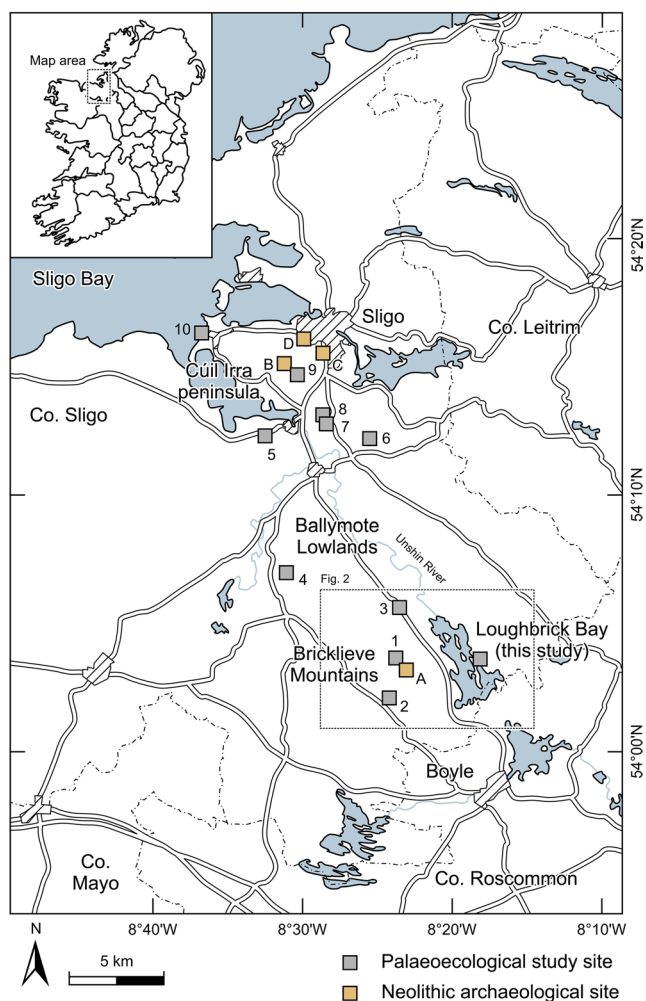 Map area
Sligo Bay
54°20'N
Sligo
Co. Leitrim
10
D
B
C
9
Cúil Irra
peninsula
Co. Sligo
8
7
6
5
54°10'N
Ballymote
Lowlands
Unshin River
4
Fig. 2
3
Loughbrick Bay
(this study)
1
Bricklieve
Mountains
A
2
54°00'N
Boyle
Co.
Mayo
Co. Roscommon
8°40'W
8°30'W
8°20'W
8°10'W
N
5 km
Palaeoecological study site
Neolithic archaeological site